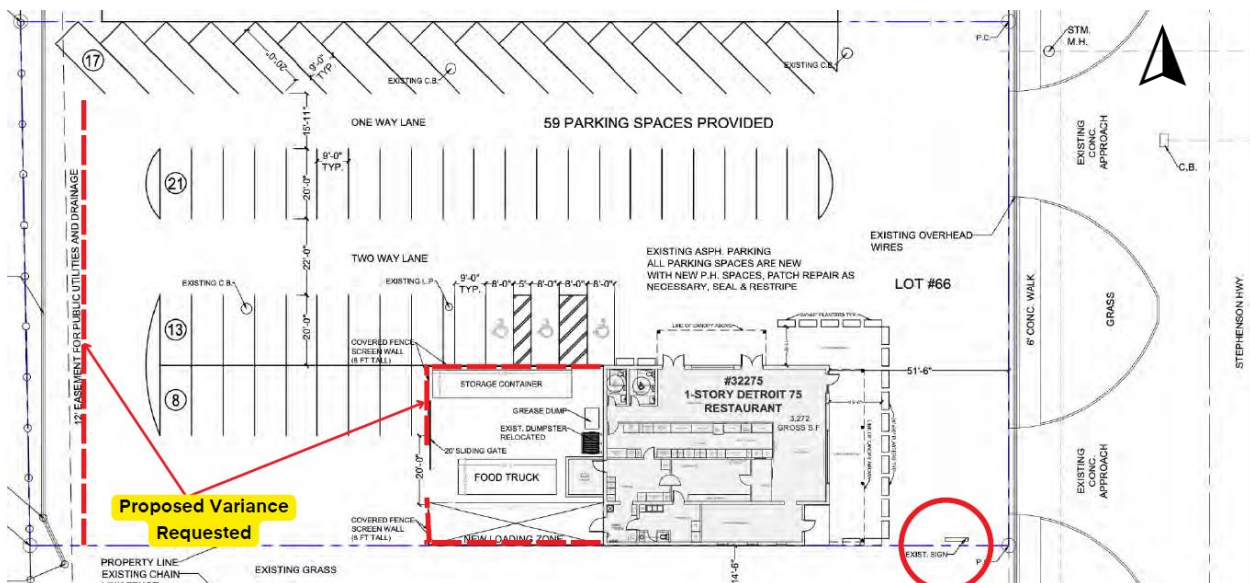 P.C.
STM.
M.H.
17
20'-0"
9'-0"
TYP.
EXISTING C.B.
EXISTING C.B.
15'-11"
ONE WAY LANE
59 PARKING SPACES PROVIDED
EXISTING
CONC.
APPROACH
C.B.
9'-0"
TYP.
21
20'-0"
12' EASEMENT FOR PUBLIC UTILITIES AND DRAINAGE
EXISTING OVERHEAD
WIRES
22'-0"
TWO WAY LANE
EXISTING ASPH. PARKING
ALL PARKING SPACES ARE NEW
WITH NEW P.H. SPACES, PATCH REPAIR AS
NECESSARY, SEAL & RESTRIPE
LOT #66
6' CONC. WALK
GRASS
STEPHENSON HWY.
EXISTING C.B.
EXISTING L.P.
9'-0"
TYP.
8'-0"
5'
8'-0"
8'-0"
8'-0"
13
20'-0"
LINE OF CANOPY ABOVE
COVERED FENCE
SCREEN WALL
(8 FT TALL)
8
STORAGE CONTAINER
#32275
1-STORY DETROIT 75
RESTAURANT
3,272
GROSS S.F.
51'-6"
GREASE DUMP
EXIST. DUMPSTER
RELOCATED
20' SLIDING GATE
20'-0"
FOOD TRUCK
EXISTING
CONC.
APPROACH
Proposed Variance
Requested
COVERED FENCE
SCREEN WALL
(8 FT TALL)
NEW LOADING ZONE
EXIST. SIGN
PROPERTY LINE
EXISTING CHAIN
EXISTING GRASS
14'-6"